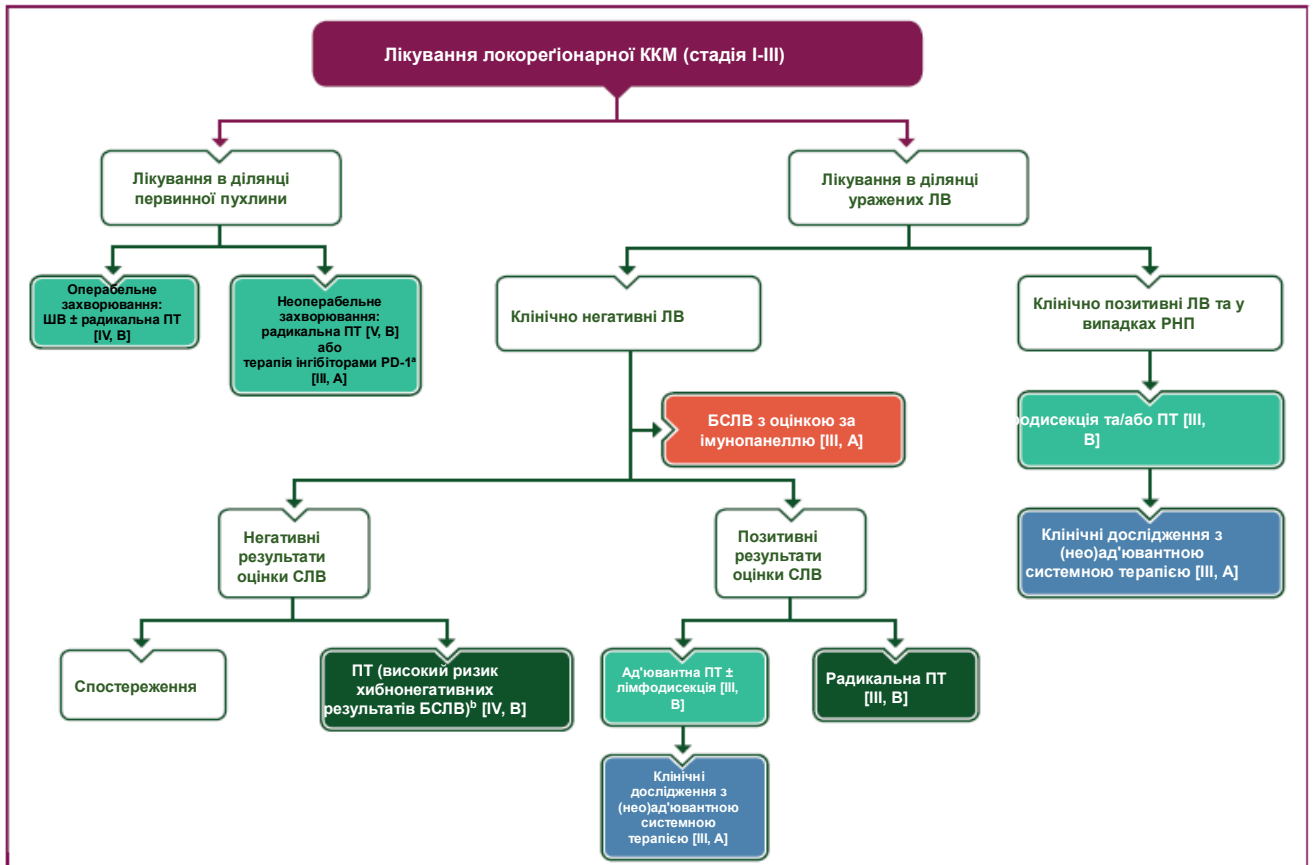 Лікування локореґіонарної ККМ (стадія I-III)
Лікування в ділянці
первинної пухлини
Лікування в ділянці
уражених ЛВ
Операбельне
захворювання:
ШВ ± радикальна ПТ
[IV, B]
Неоперабельне
захворювання:
радикальна ПТ [V, B]
або
терапія інгібіторами PD-1ª
[III, A]
Клінічно негативні ЛВ
Клінічно позитивні ЛВ та у
випадках РНП
БСЛВ з оцінкою за
імунопанеллю [III, A]
родисекція та/або ПТ [III,
B]
Негативні
результати
оцінки СЛВ
Позитивні
результати
оцінки СЛВ
Клінічні дослідження з
(нео)ад'ювантною
системною терапією [III, A]
Спостереження
ПТ (високий ризик
хибнонегативних
результатів БСЛВ)ᵇ [IV, B]
Ад'ювантна ПТ ±
лімфодисекція [III,
B]
Радикальна ПТ
[III, B]
Клінічні
дослідження з
(нео)ад'ювантною
системною
терапією [III, A]